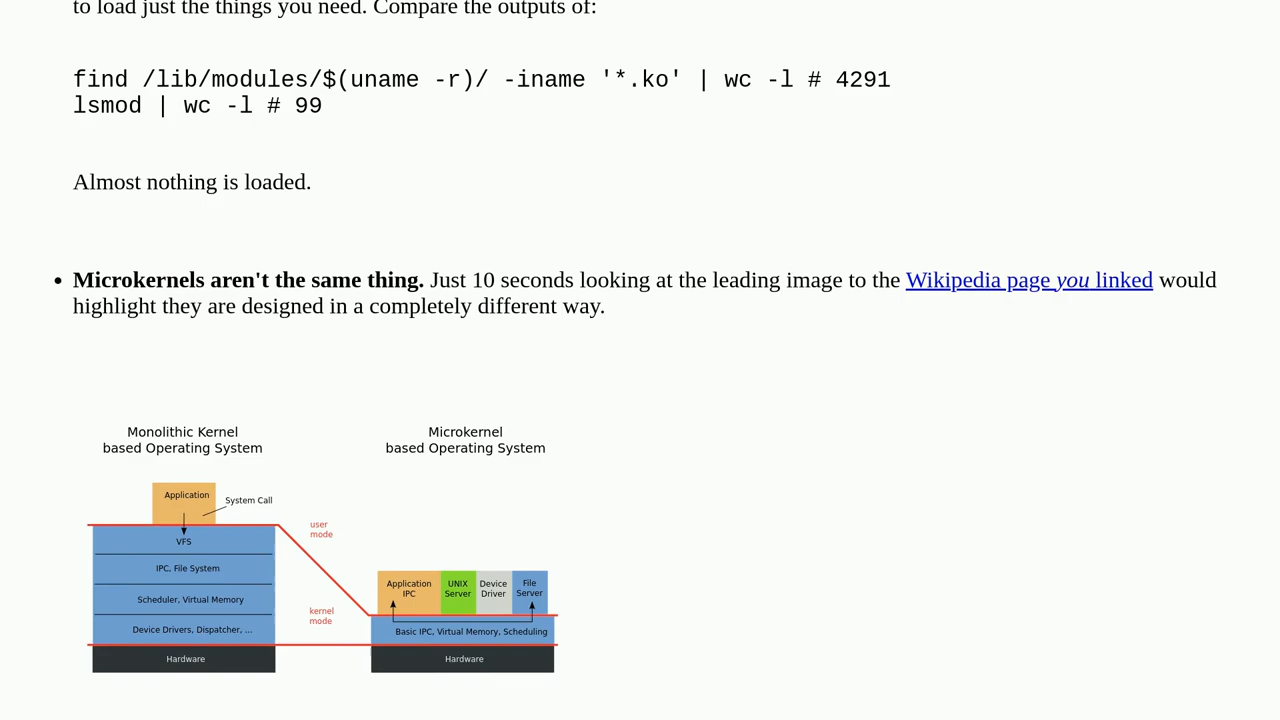 to load just the things you need. Compare the outputs of:
find /lib/modules/$(uname -r)/ -iname '*.ko' | wc -l # 4291
lsmod | wc -l # 99
Almost nothing is loaded.
• Microkernels aren't the same thing. Just 10 seconds looking at the leading image to the Wikipedia page you linked would
highlight they are designed in a completely different way.
Monolithic Kernel
based Operating System
Microkernel
based Operating System
Application
System Call
user
mode
VFS
IPC, File System
Scheduler, Virtual Memory
Device Drivers, Dispatcher, ...
Hardware
kernel
mode
Application
IPC
UNIX
Server
Device
Driver
File
Server
Basic IPC, Virtual Memory, Scheduling
Hardware